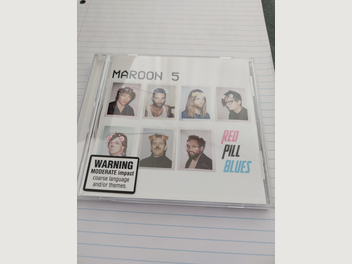 MAROON 5
RED
PILL
BLUES
WARNING
MODERATE impact
coarse language
and/or themes